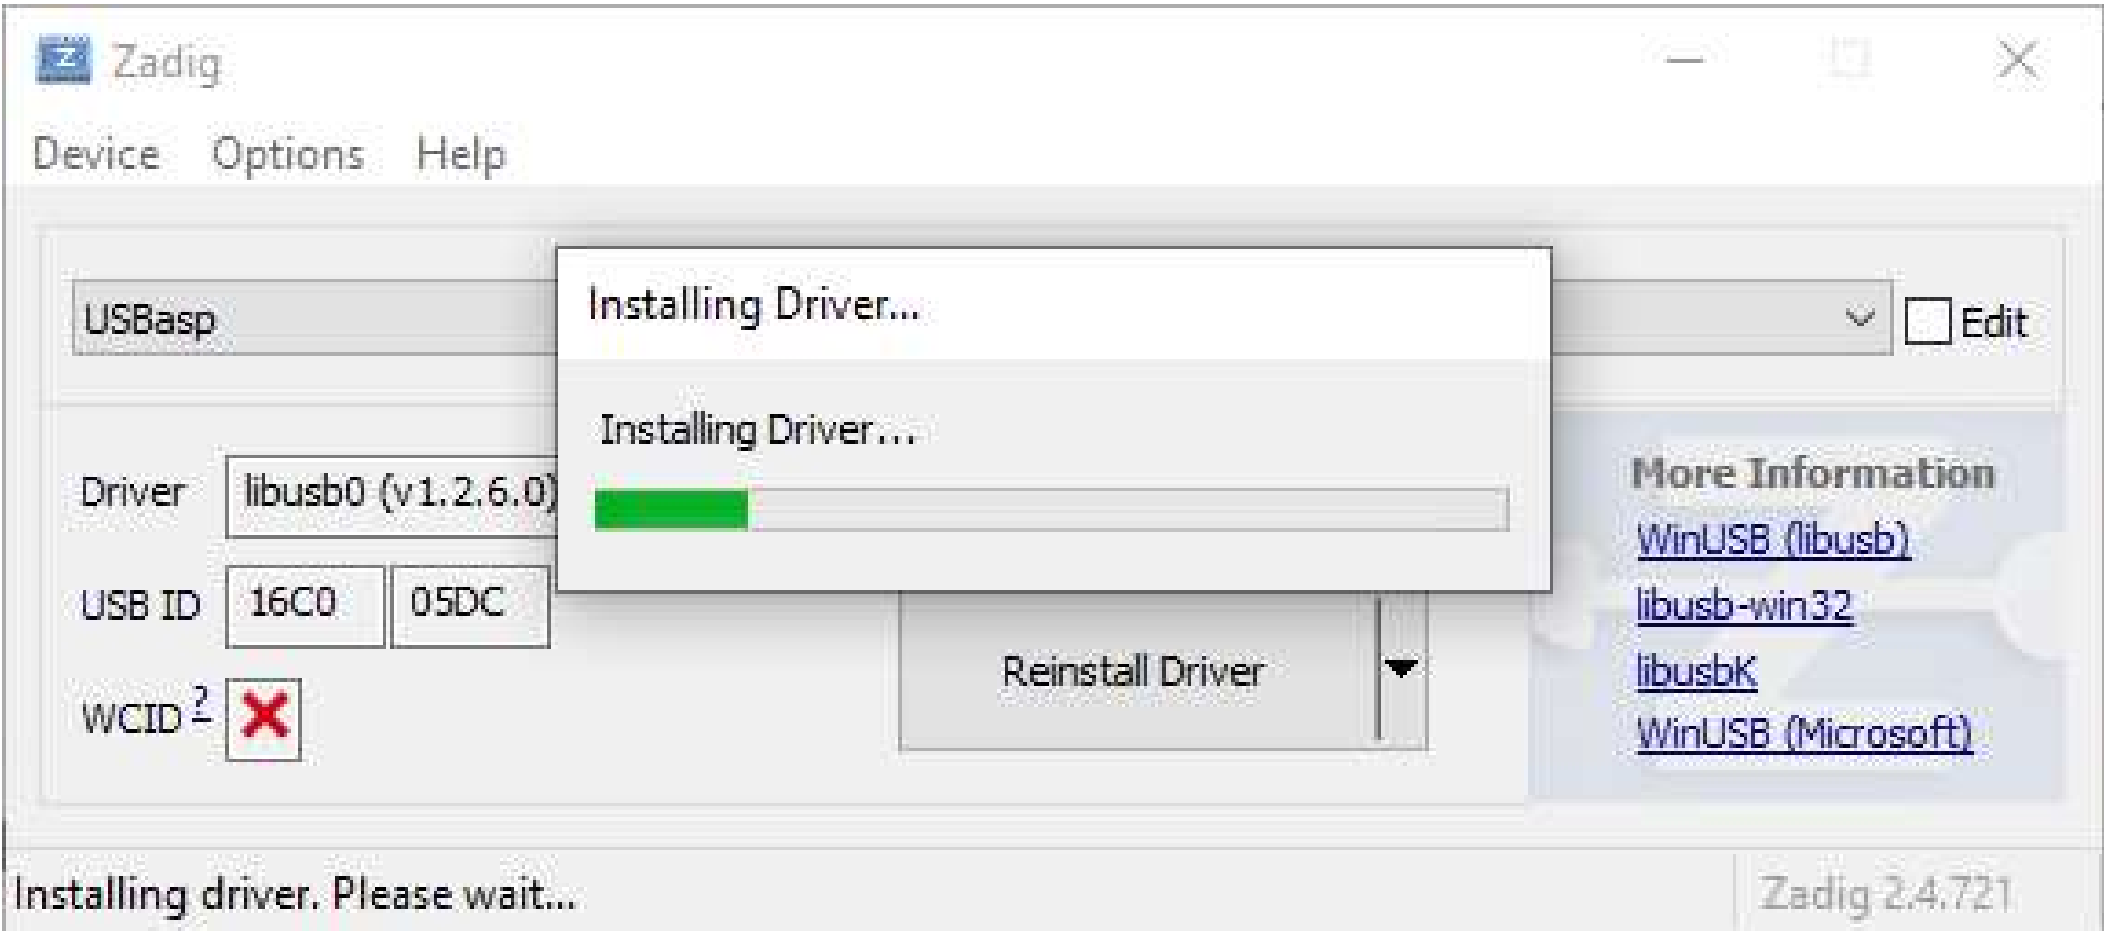 Zadig
Device Options Help
USBasp
Edit
Installing Driver...
Installing Driver...
Driver libusb0 (v1.2.6.0)
USB ID 16C0 05DC
WCID ?
Reinstall Driver
More Information
WinUSB (libusb)
libusb-win32
libusbK
WinUSB (Microsoft)
Installing driver. Please wait...
Zadig 2.4.721